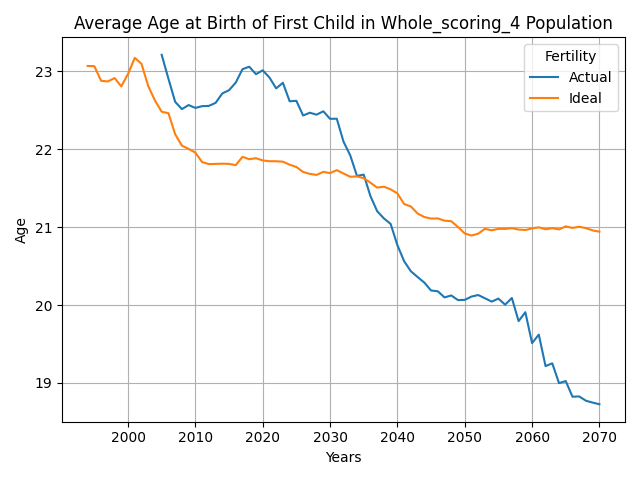 Average Age at Birth of First Child in Whole_scoring_4 Population
Fertility
Actual
Ideal
Age
23
22
21
20
19
2000 2010 2020 2030 2040 2050 2060 2070
Years